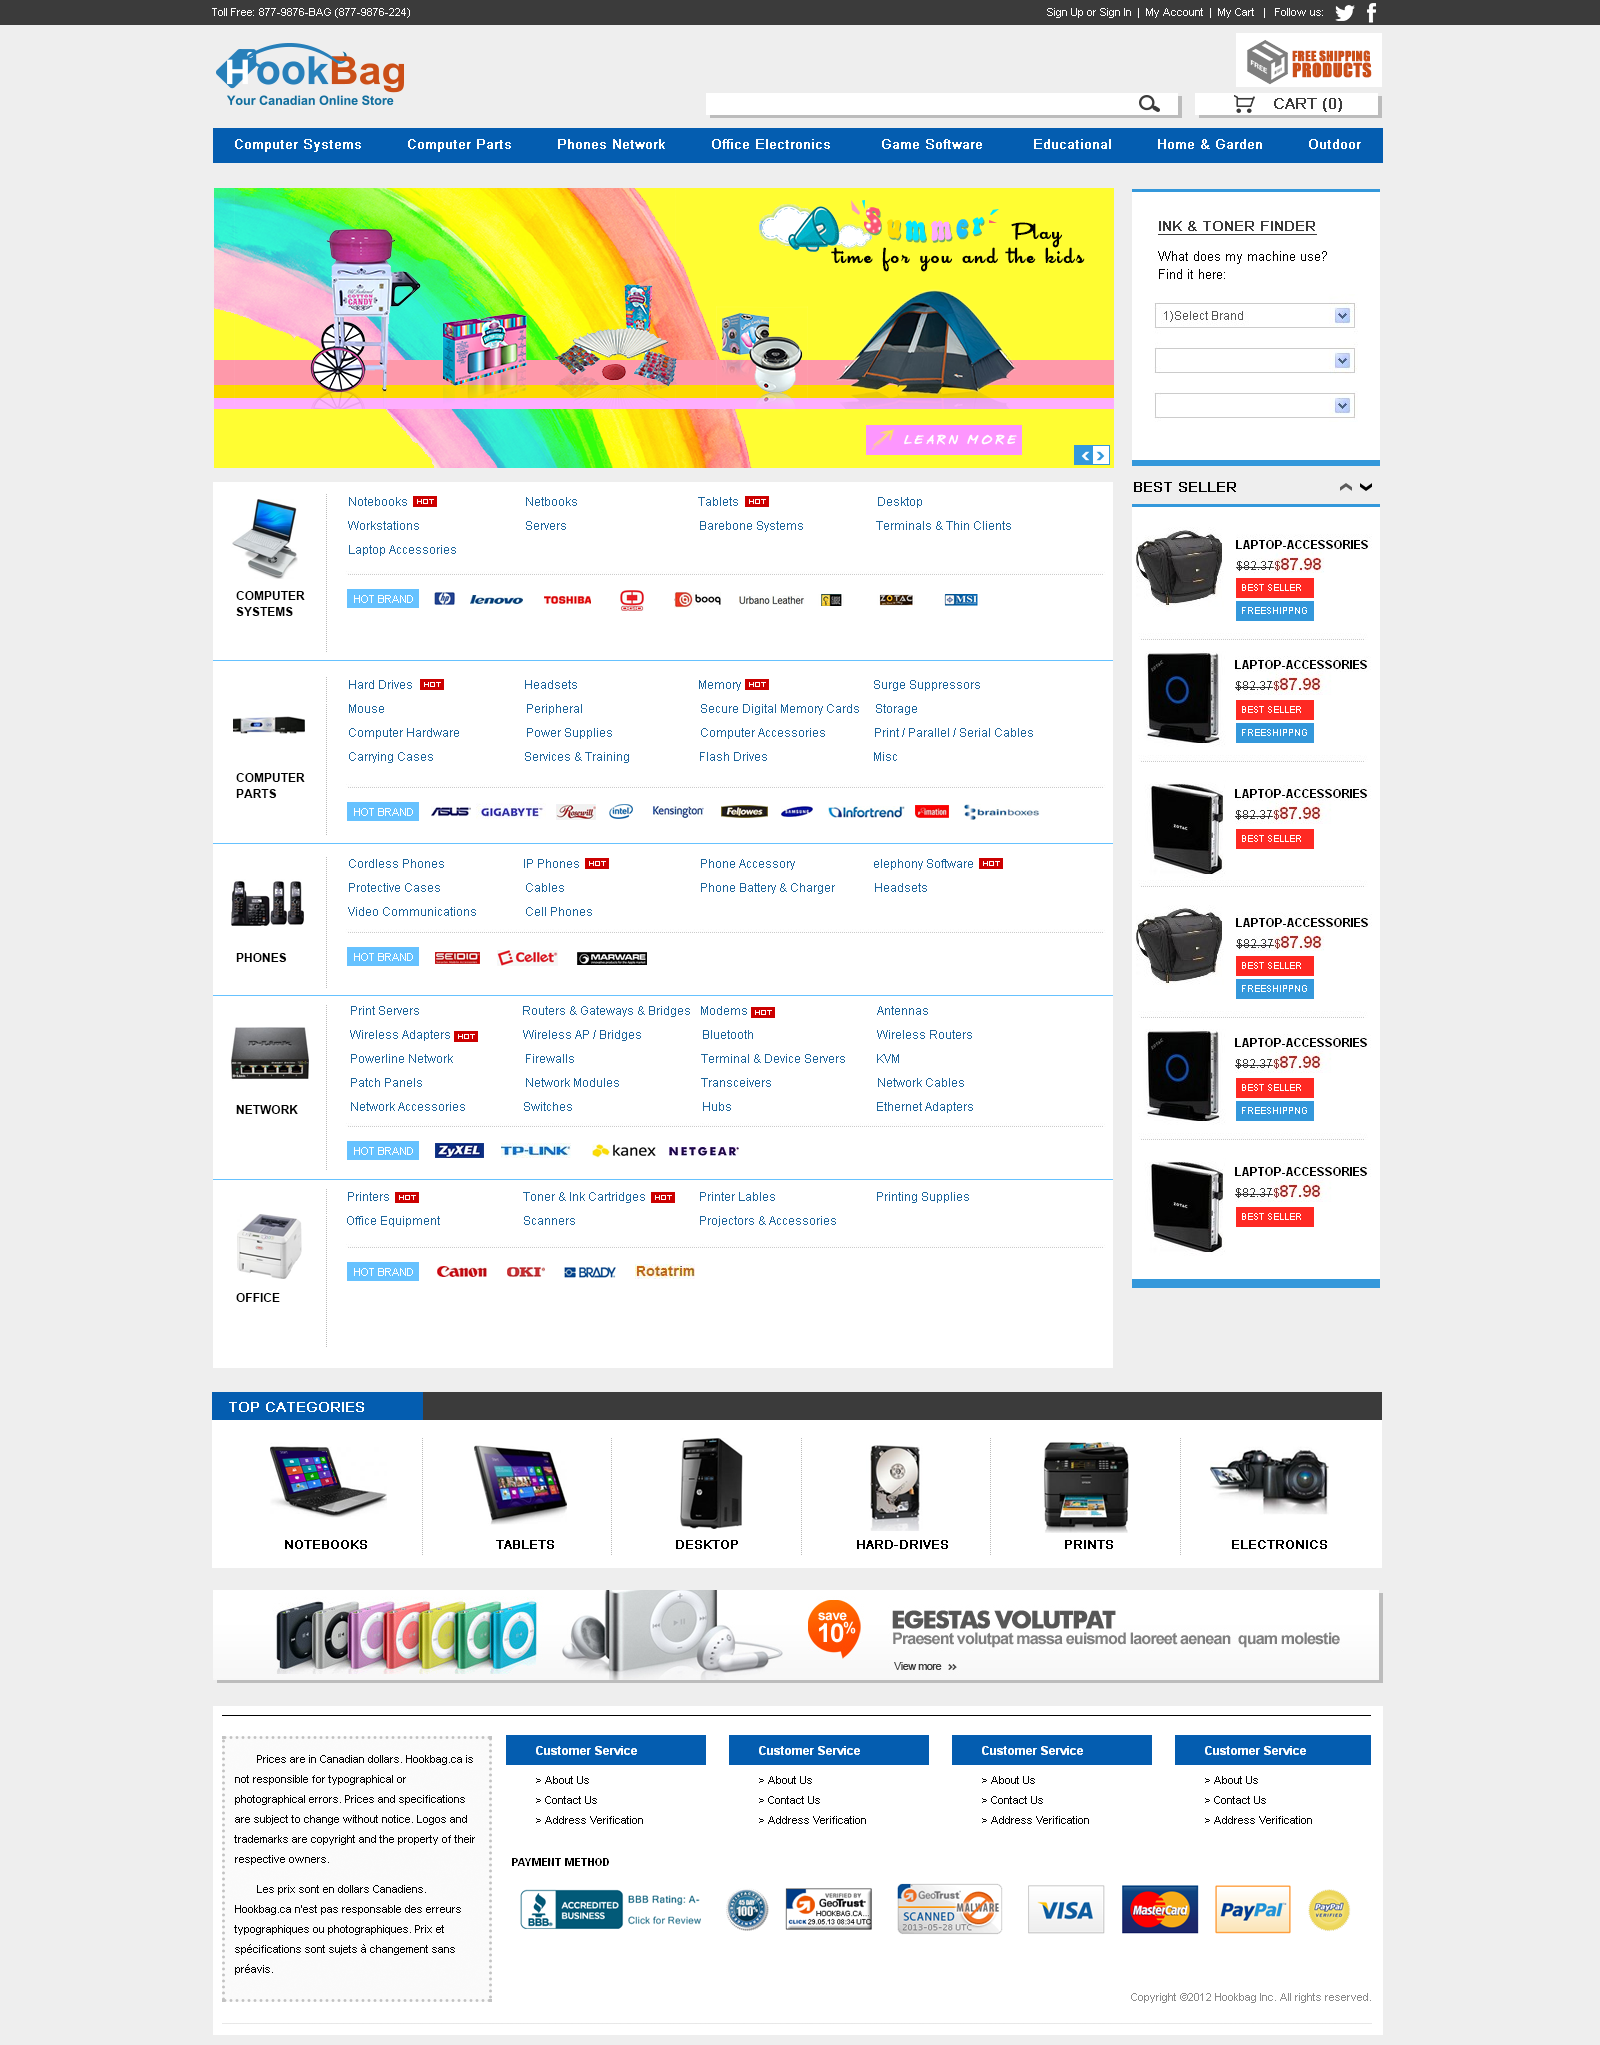 Toll Free: 877-9876-BAG (877-9876-224)
Sign Up or Sign In | My Account | My Cart | Follow us:
HookBag
Your Canadian Online Store
FREE
FREE SHIPPING
PRODUCTS
CART (0)
Computer Systems Computer Parts Phones Network Office Electronics Game Software Educational Home & Garden Outdoor
Summer Play
time for you and the kids
COTTON
CANDY
LEARN MORE
INK & TONER FINDER
What does my machine use?
Find it here:
1)Select Brand
COMPUTER
SYSTEMS
Notebooks HOT Netbooks Tablets HOT Desktop
Workstations Servers Barebone Systems Terminals & Thin Clients
Laptop Accessories
HOT BRAND hp lenovo TOSHIBA OGIO booq Urbano Leather ZOTAC MSI
COMPUTER
PARTS
Hard Drives HOT Headsets Memory HOT Surge Suppressors
Mouse Peripheral Secure Digital Memory Cards Storage
Computer Hardware Power Supplies Computer Accessories Print / Parallel / Serial Cables
Carrying Cases Services & Training Flash Drives Misc
HOT BRAND ASUS GIGABYTE Rosewill intel Kensington Fellowes SAMSUNG Infortrend imation brainboxes
PHONES
Cordless Phones IP Phones HOT Phone Accessory elephony Software HOT
Protective Cases Cables Phone Battery & Charger Headsets
Video Communications Cell Phones
HOT BRAND SEIDIO Cellet MARWARE
NETWORK
D-Link
Print Servers Routers & Gateways & Bridges Modems HOT Antennas
Wireless Adapters HOT Wireless AP / Bridges Bluetooth Wireless Routers
Powerline Network Firewalls Terminal & Device Servers KVM
Patch Panels Network Modules Transceivers Network Cables
Network Accessories Switches Hubs Ethernet Adapters
HOT BRAND ZyXEL TP-LINK kanex NETGEAR
OFFICE
Printers HOT Toner & Ink Cartridges HOT Printer Lables Printing Supplies
Office Equipment Scanners Projectors & Accessories
HOT BRAND Canon OKI BRADY Rotatrim
BEST SELLER
LAPTOP-ACCESSORIES
$82.37$87.98
BEST SELLER
FREESHIPPNG
LAPTOP-ACCESSORIES
$82.37$87.98
BEST SELLER
FREESHIPPNG
ZOTAC
LAPTOP-ACCESSORIES
$82.37$87.98
BEST SELLER
ZOTAC
LAPTOP-ACCESSORIES
$82.37$87.98
BEST SELLER
FREESHIPPNG
LAPTOP-ACCESSORIES
$82.37$87.98
BEST SELLER
FREESHIPPNG
ZOTAC
LAPTOP-ACCESSORIES
$82.37$87.98
BEST SELLER
ZOTAC
TOP CATEGORIES
NOTEBOOKS TABLETS DESKTOP HARD-DRIVES PRINTS ELECTRONICS
save
10%
EGESTAS VOLUTPAT
Praesent volutpat massa euismod laoreet aenean quam molestie
View more »
Prices are in Canadian dollars. Hookbag.ca is
not responsible for typographical or
photographical errors. Prices and specifications
are subject to change without notice. Logos and
trademarks are copyright and the property of their
respective owners.
Les prix sont en dollars Canadiens.
Hookbag.ca n'est pas responsable des erreurs
typographiques ou photographiques. Prix et
spécifications sont sujets à changement sans
préavis.
Customer Service Customer Service Customer Service Customer Service
> About Us > About Us > About Us > About Us
> Contact Us > Contact Us > Contact Us > Contact Us
> Address Verification > Address Verification > Address Verification > Address Verification
PAYMENT METHOD
BBB
ACCREDITED
BUSINESS
BBB Rating: A-
Click for Review
45 DAY
100%
VERIFIED BY
GeoTrust
HOOKBAG.CA...
CLICK 29.05.13 08:34 UTC
GeoTrust
MALWARE
SCANNED
2013-05-28 UTC
VISA
MasterCard
PayPal
PayPal
VERIFIED
Copyright ©2012 Hookbag Inc. All rights reserved.